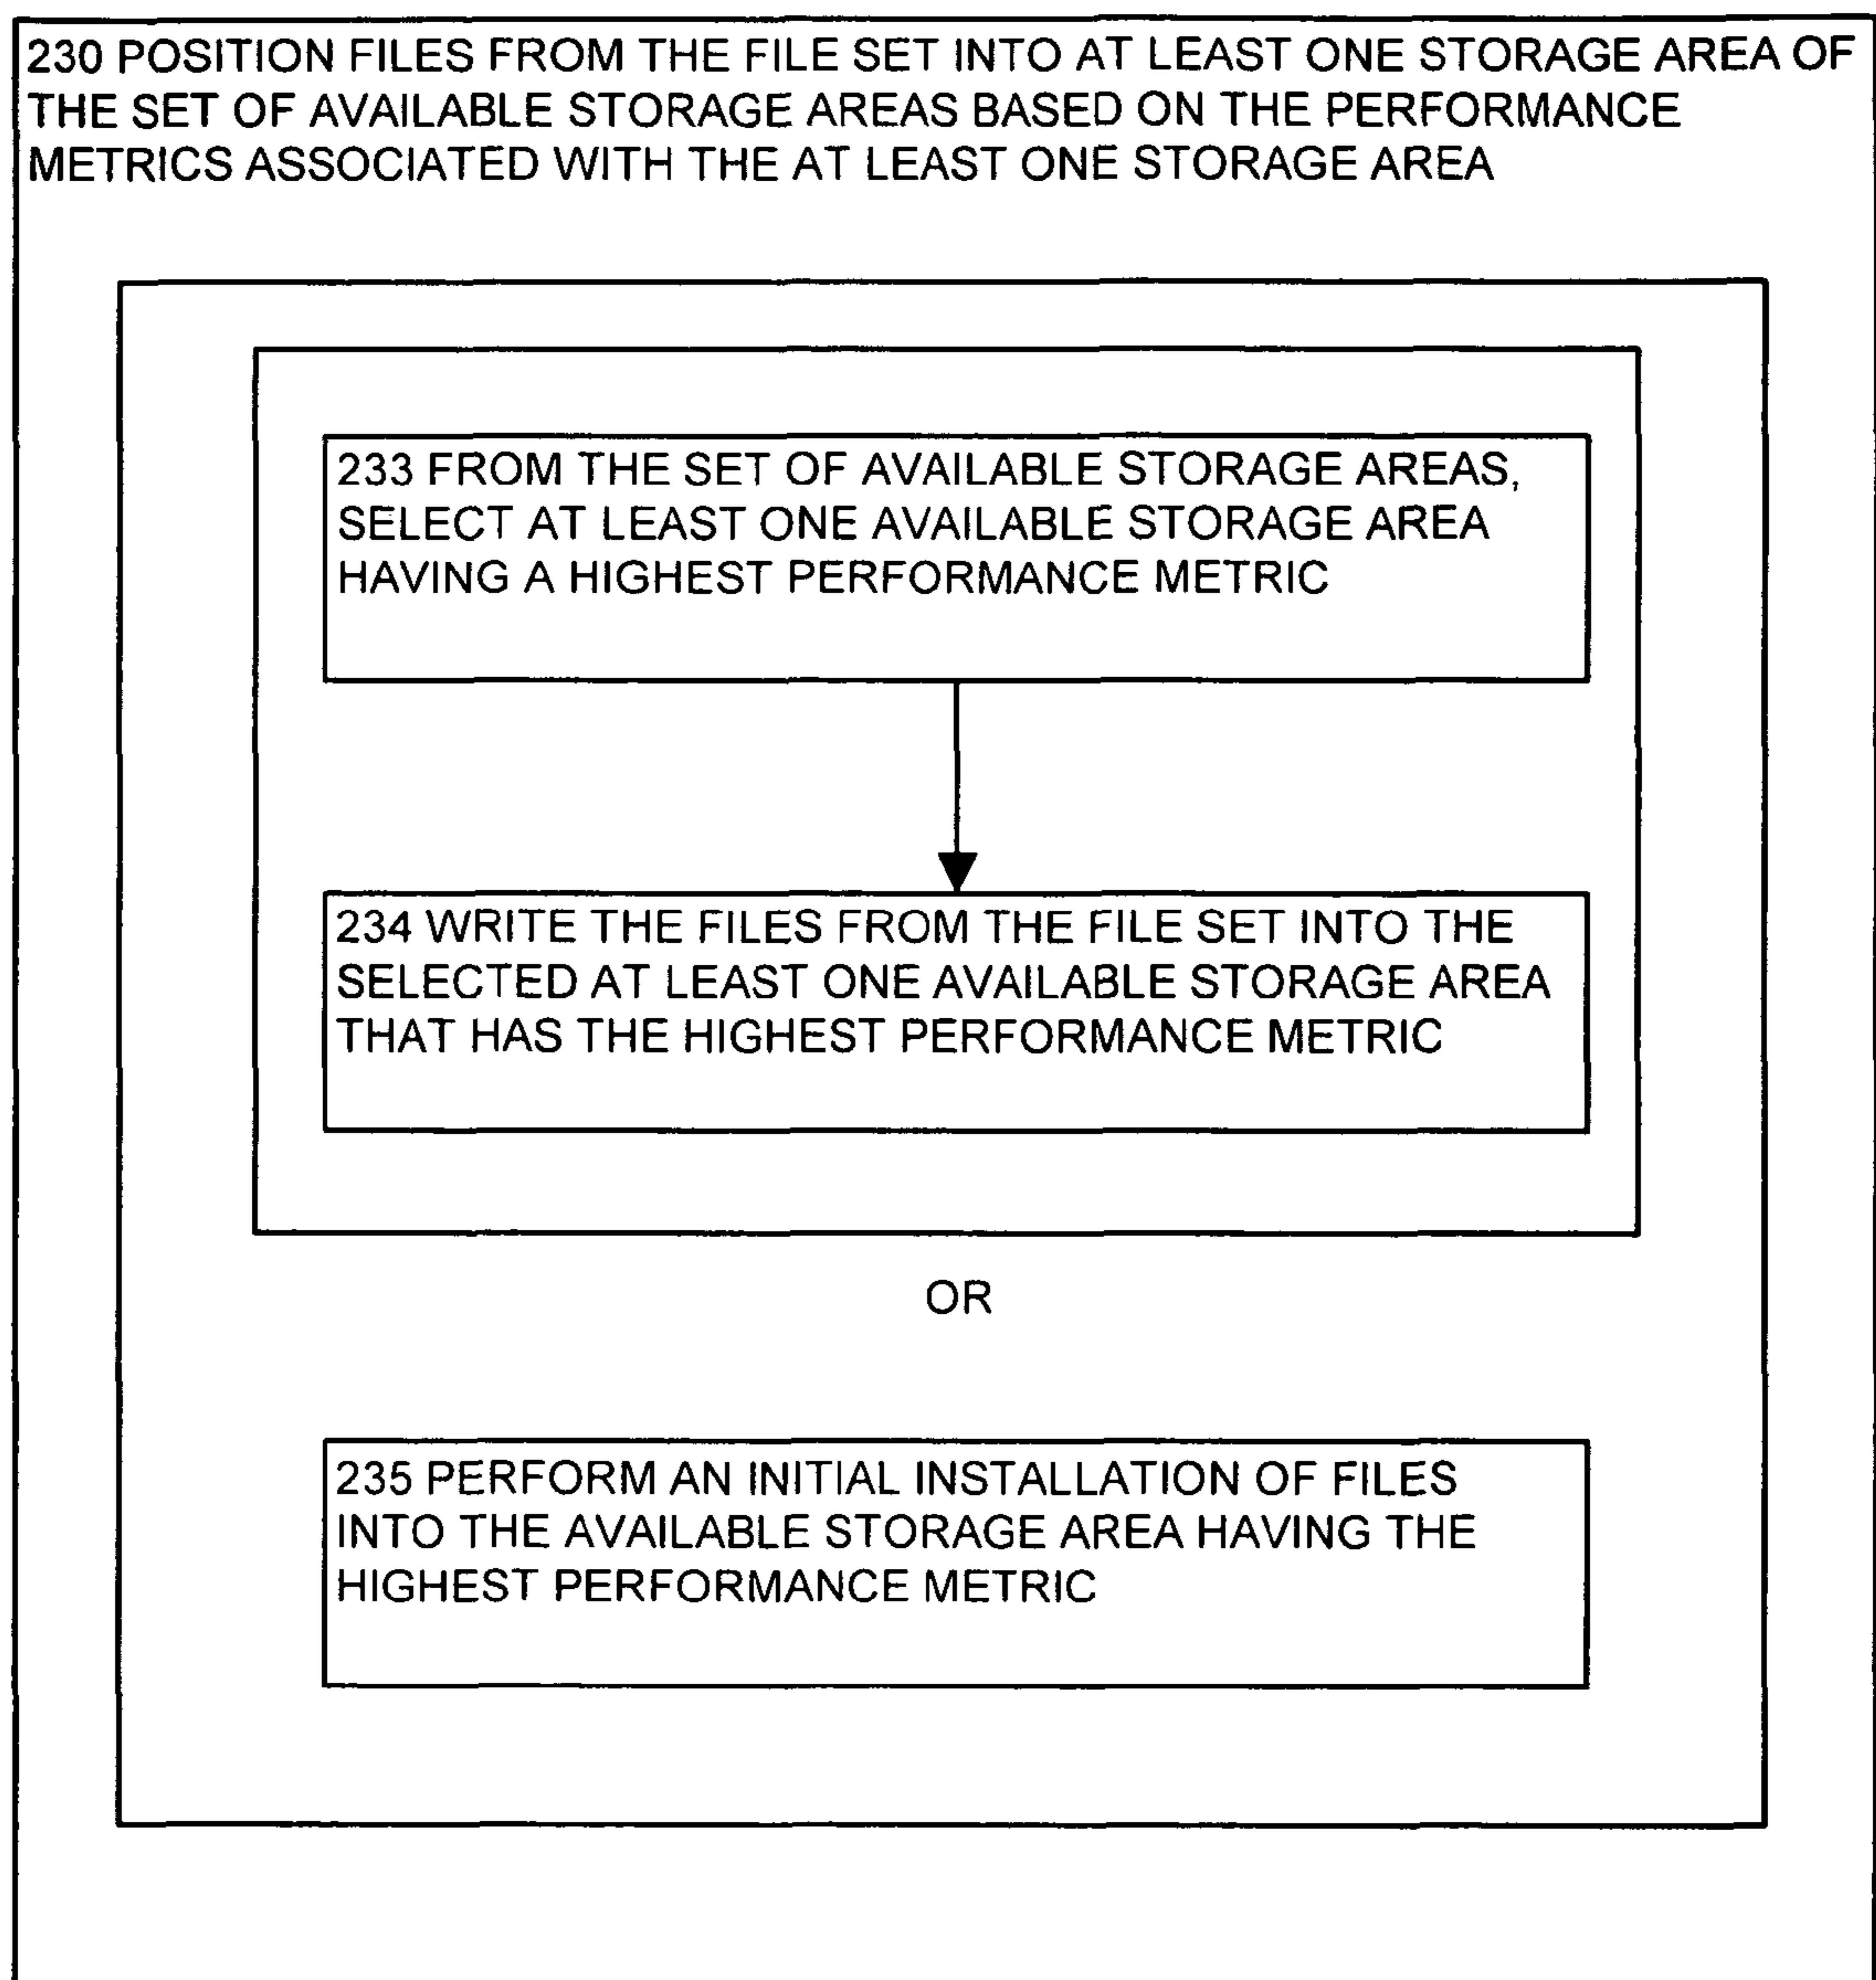 230 POSITION FILES FROM THE FILE SET INTO AT LEAST ONE STORAGE AREA OF
THE SET OF AVAILABLE STORAGE AREAS BASED ON THE PERFORMANCE
METRICS ASSOCIATED WITH THE AT LEAST ONE STORAGE AREA
233 FROM THE SET OF AVAILABLE STORAGE AREAS,
SELECT AT LEAST ONE AVAILABLE STORAGE AREA
HAVING A HIGHEST PERFORMANCE METRIC
234 WRITE THE FILES FROM THE FILE SET INTO THE
SELECTED AT LEAST ONE AVAILABLE STORAGE AREA
THAT HAS THE HIGHEST PERFORMANCE METRIC
OR
235 PERFORM AN INITIAL INSTALLATION OF FILES
INTO THE AVAILABLE STORAGE AREA HAVING THE
HIGHEST PERFORMANCE METRIC